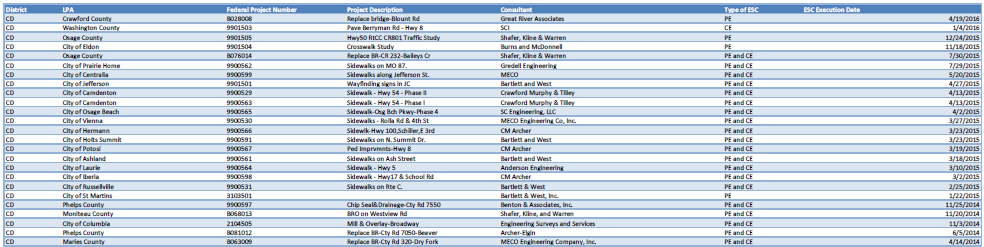 District LPA Federal Project Number Project Description Consultant Type of ESC ESC Execution Date
CD Crawford County B028008 Replace bridge-Blount Rd Great River Associates PE 4/19/2016
CD Washington County 9901503 Pave Berryman Rd - Hwy 8 SCI CE 1/4/2016
CD Osage County 9901505 Hwy50 RtCC CR801 Traffic Study Shafer, Kline & Warren PE 12/24/2015
CD City of Eldon 9901504 Crosswalk Study Burns and McDonnell PE 11/18/2015
CD Osage County B076014 Replace BR-CR 232-Baileys Cr Shafer, Kline & Warren PE and CE 7/30/2015
CD City of Prairie Home 9900562 Sidewalks on MO 87. Gredell Engineering PE and CE 7/29/2015
CD City of Centralia 9900599 Sidewalks along Jefferson St. MECO PE and CE 5/20/2015
CD City of Jefferson 9901501 Wayfinding signs in JC Bartlett and West PE and CE 4/27/2015
CD City of Camdenton 9900529 Sidewalk - Hwy 54 - Phase II Crawford Murphy & Tilley PE and CE 4/13/2015
CD City of Camdenton 9900563 Sidewalk - Hwy 54 - Phase I Crawford Murphy & Tilley PE and CE 4/13/2015
CD City of Osage Beach 9900565 Sidewalk-Osg Bch Pkwy-Phase 4 SC Engineering, LLC PE and CE 4/2/2015
CD City of Vienna 9900530 Sidewalks - Rolla Rd & 4th St MECO Engineering Co, Inc. PE and CE 3/27/2015
CD City of Hermann 9900566 Sidewlk-Hwy 100,Schiller,E 3rd CM Archer PE and CE 3/23/2015
CD City of Holts Summit 9900591 Sidewalks on N. Summit Dr. Bartlett and West PE and CE 3/23/2015
CD City of Potosi 9900567 Ped Imprvmnts-Hwy 8 CM Archer PE and CE 3/19/2015
CD City of Ashland 9900561 Sidewalks on Ash Street Bartlett and West PE and CE 3/18/2015
CD City of Laurie 9900564 Sidewalk - Hwy 5 Anderson Engineering PE and CE 3/10/2015
CD City of Iberia 9900598 Sidewalk - Hwy17 & School Rd CM Archer PE and CE 3/2/2015
CD City of Russellville 9900531 Sidewalks on Rte C. Bartlett & West PE and CE 2/25/2015
CD City of St Martins 3103501 Bartlett & West PE 1/22/2015
CD Phelps County 9900597 Chip Seal&Drainage-Cty Rd 7550 Benton & Associates, Inc. PE and CE 11/25/2014
CD Moniteau County B068013 BRO on Westview Rd Shafer, Kline, and Warren PE and CE 11/20/2014
CD City of Columbia 2104505 Mill & Overlay-Broadway Engineering Surveys and Services PE and CE 11/3/2014
CD Phelps County B081012 Replace BR-Cty Rd 7050-Beaver Archer-Elgin PE and CE 6/5/2014
CD Maries County B063009 Replace BR-Cty Rd 320-Dry Fork MECO Engineering Company, Inc. PE and CE 4/14/2014